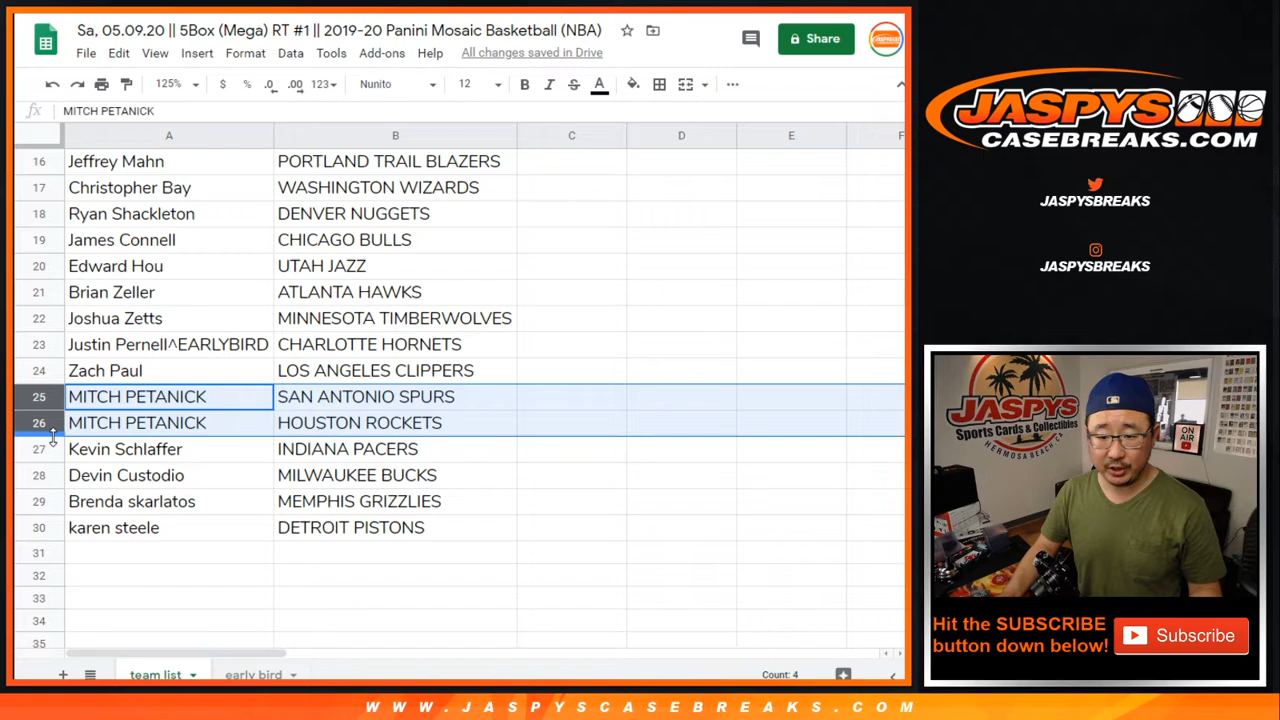 Sa, 05.09.20 || 5Box (Mega) RT #1 || 2019-20 Panini Mosaic Basketball (NBA)
File Edit View Insert Format Data Tools Add-ons Help All changes saved in Drive
Share
125% $ % .0 .00 123 Nunito 12 B I S A
fx MITCH PETANICK
A B C D E F
16 Jeffrey Mahn PORTLAND TRAIL BLAZERS
17 Christopher Bay WASHINGTON WIZARDS
18 Ryan Shackleton DENVER NUGGETS
19 James Connell CHICAGO BULLS
20 Edward Hou UTAH JAZZ
21 Brian Zeller ATLANTA HAWKS
22 Joshua Zetts MINNESOTA TIMBERWOLVES
23 Justin Pernell^EARLYBIRD CHARLOTTE HORNETS
24 Zach Paul LOS ANGELES CLIPPERS
25 MITCH PETANICK SAN ANTONIO SPURS
26 MITCH PETANICK HOUSTON ROCKETS
27 Kevin Schlaffer INDIANA PACERS
28 Devin Custodio MILWAUKEE BUCKS
29 Brenda skarlatos MEMPHIS GRIZZLIES
30 karen steele DETROIT PISTONS
31
32
33
34
35
team list early bird Count: 4
JASPYS
CASEBREAKS.COM
JASPYSBREAKS
JASPYSBREAKS
JASPYS
Sports Cards & Collectibles
HERMOSA BEACH, CA
ON AIR
Hit the SUBSCRIBE
button down below!
Subscribe
WWW.JASPYSCASEBREAKS.COM